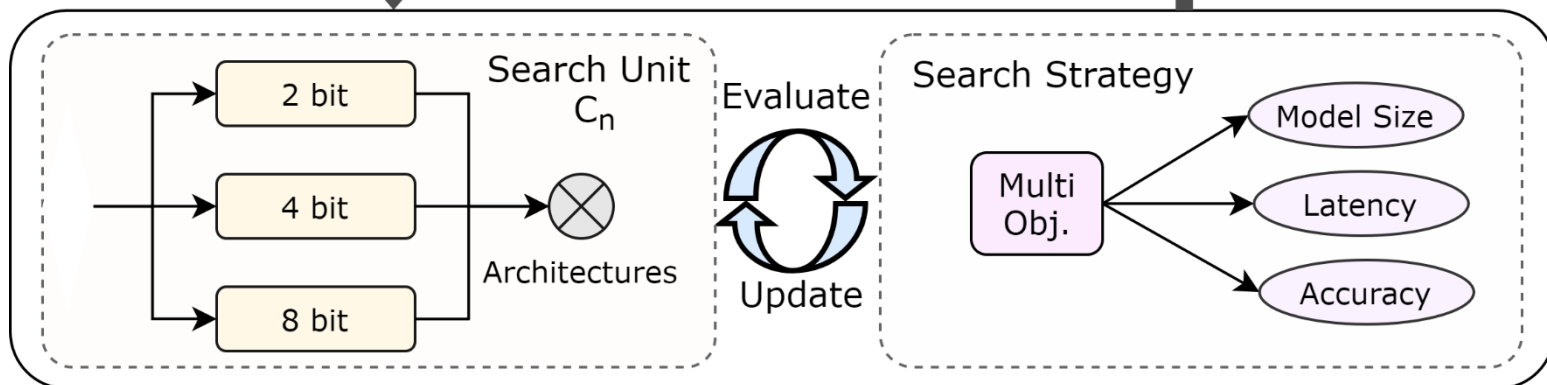 Search Unit
Cₙ
2 bit
4 bit
8 bit
Architectures
Evaluate
Update
Search Strategy
Multi
Obj.
Model Size
Latency
Accuracy